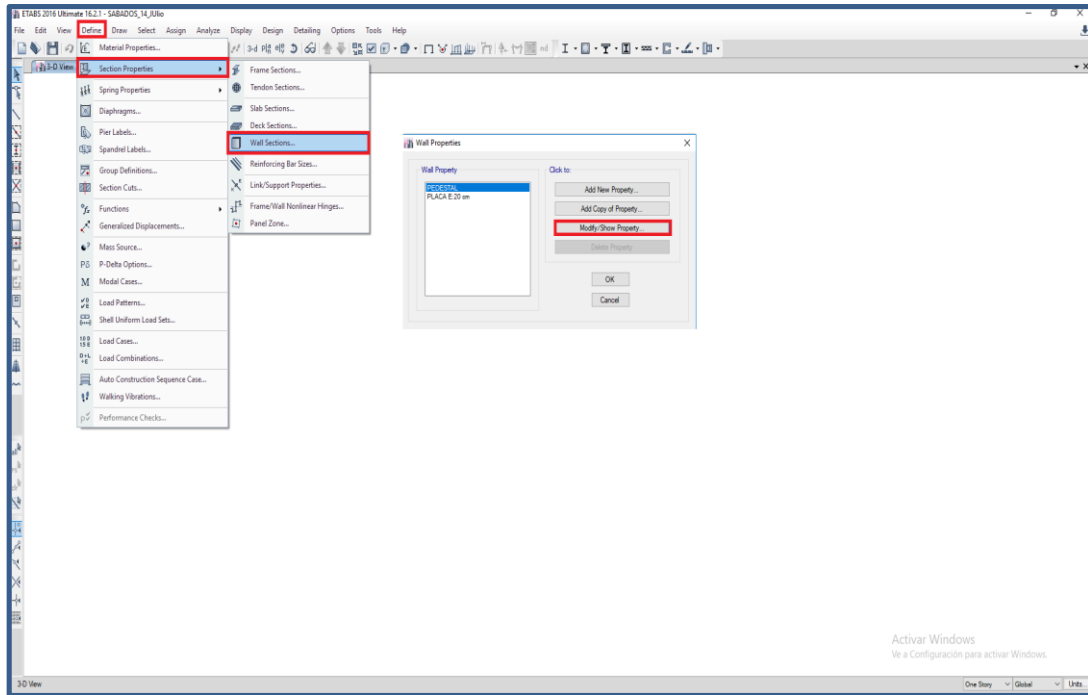 ETABS 2016 Ultimate 16.2.1 - SABADOS_14_JUlio
File Edit View Define Draw Select Assign Analyze Display Design Detailing Options Tools Help
3-D View
Material Properties...
Section Properties
Spring Properties
Diaphragms...
Pier Labels...
Spandrel Labels...
Group Definitions...
Section Cuts...
Functions
Generalized Displacements...
Mass Source...
P-Delta Options...
Modal Cases...
Load Patterns...
Shell Uniform Load Sets...
Load Cases...
Load Combinations...
Auto Construction Sequence Case...
Walking Vibrations...
Performance Checks...
Frame Sections...
Tendon Sections...
Slab Sections...
Deck Sections...
Wall Sections...
Reinforcing Bar Sizes...
Link/Support Properties...
Frame/Wall Nonlinear Hinges...
Panel Zone...
Wall Properties
Wall Property
PEDESTAL
PLACA E:20 cm
Click to:
Add New Property...
Add Copy of Property...
Modify/Show Property...
Delete Property
OK
Cancel
Activar Windows
Ve a Configuración para activar Windows.
3-D View
One Story
Global
Units...